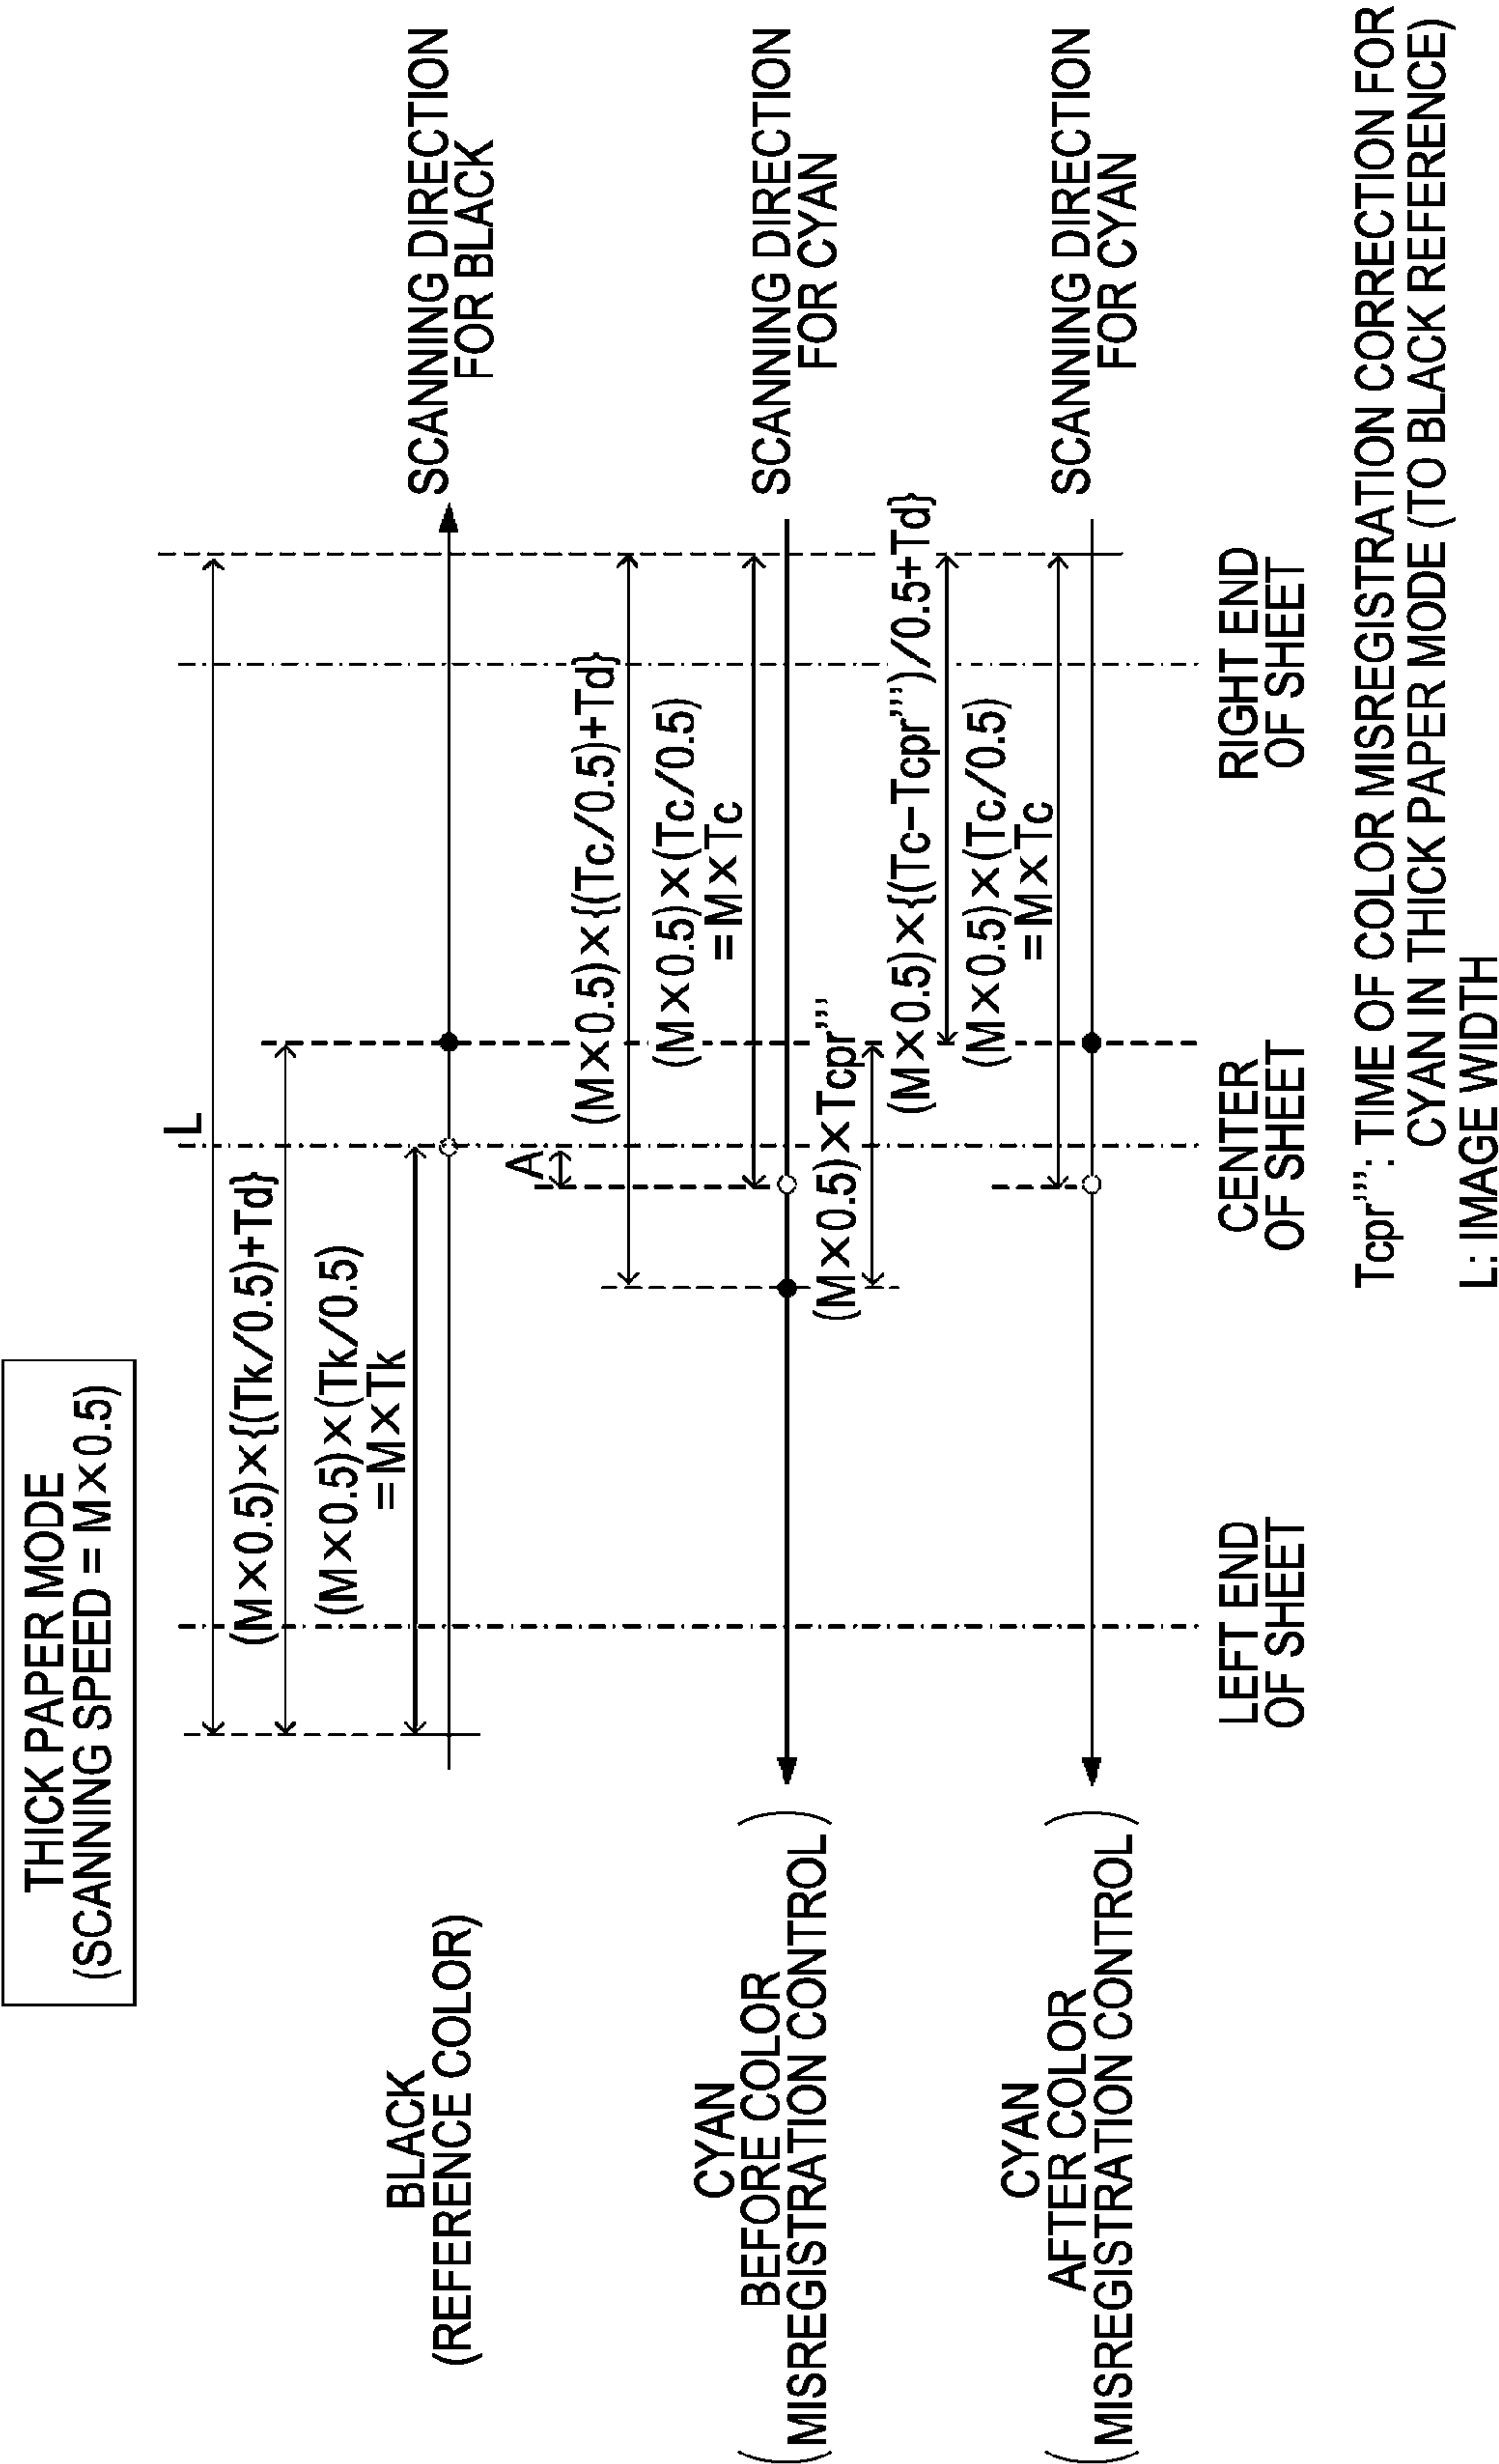 THICK PAPER MODE
(SCANNING SPEED = M×0.5)
L
(M×0.5)×{(Tk/0.5)+Td}
(M×0.5)×(Tk/0.5)
=M×Tk
BLACK
(REFERENCE COLOR)
SCANNING DIRECTION
FOR BLACK
A
(M×0.5)×{(Tc/0.5)+Td}
(M×0.5)×(Tc/0.5)
=M×Tc
CYAN
BEFORE COLOR
(MISREGISTRATION CONTROL)
SCANNING DIRECTION
FOR CYAN
(M×0.5)×Tcpr'''
(M×0.5)×{(Tc−Tcpr''')/0.5+Td}
(M×0.5)×(Tc/0.5)
=M×Tc
CYAN
AFTER COLOR
(MISREGISTRATION CONTROL)
SCANNING DIRECTION
FOR CYAN
LEFT END
OF SHEET
CENTER
OF SHEET
RIGHT END
OF SHEET
Tcpr''': TIME OF COLOR MISREGISTRATION CORRECTION FOR
CYAN IN THICK PAPER MODE (TO BLACK REFERENCE)
L: IMAGE WIDTH